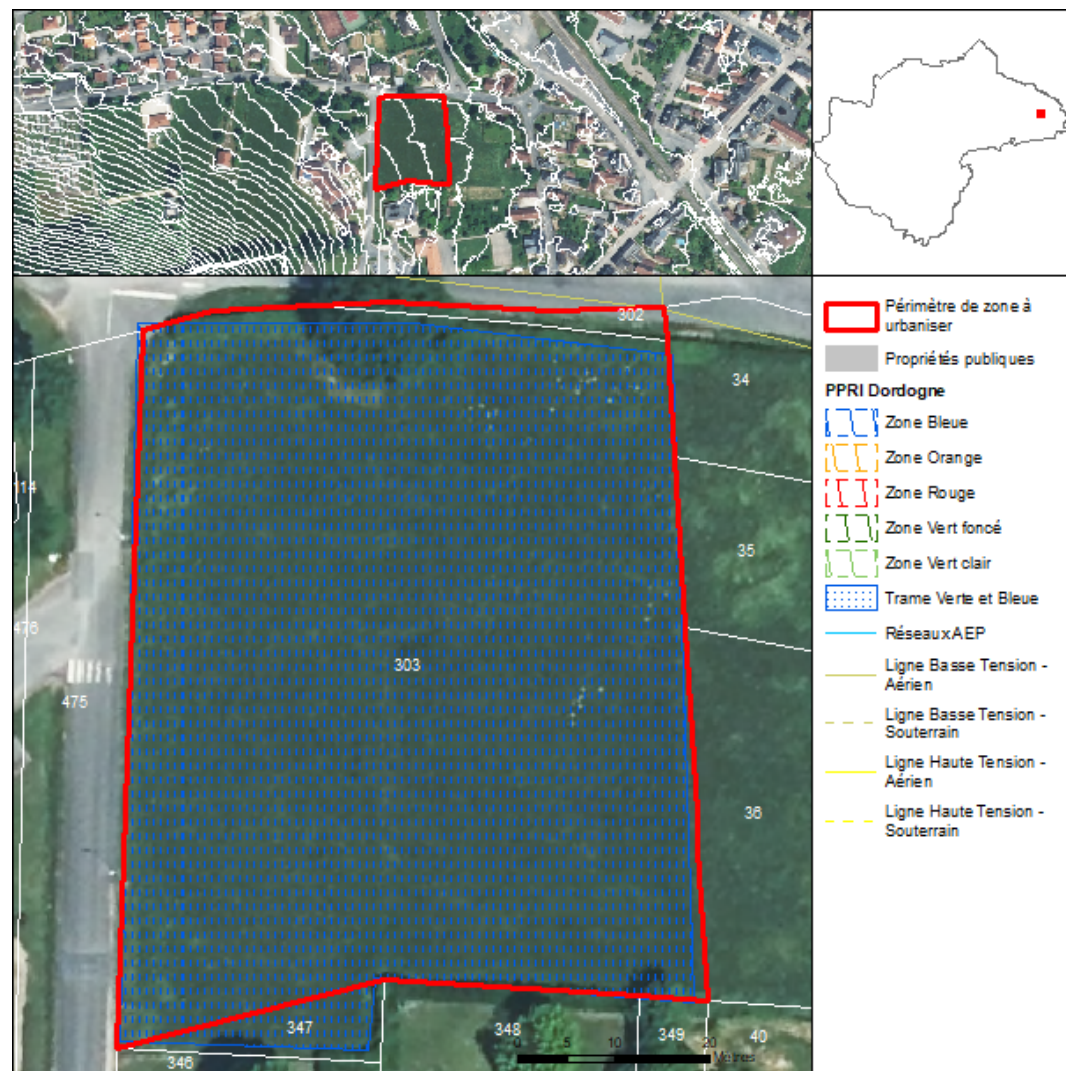 Périmètre de zone à
urbaniser
Propriétés publiques
PPRI Dordogne
Zone Bleue
Zone Orange
Zone Rouge
Zone Vert foncé
Zone Vert clair
Trame Verte et Bleue
Réseaux AEP
Ligne Basse Tension -
Aérien
Ligne Basse Tension -
Souterrain
Ligne Haute Tension -
Aérien
Ligne Haute Tension -
Souterrain
302
34
114
35
476
303
475
36
347
348
349
40
346
0 5 10 20
Mètres